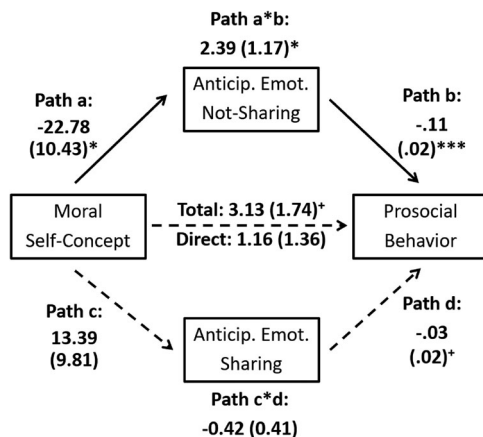 Path a*b:
2.39 (1.17)*
Anticip. Emot.
Not-Sharing
Path a:
-22.78
(10.43)*
Path b:
-.11
(.02)***
Moral
Self-Concept
Total: 3.13 (1.74)⁺
Direct: 1.16 (1.36)
Prosocial
Behavior
Path c:
13.39
(9.81)
Anticip. Emot.
Sharing
Path d:
-.03
(.02)⁺
Path c*d:
-0.42 (0.41)